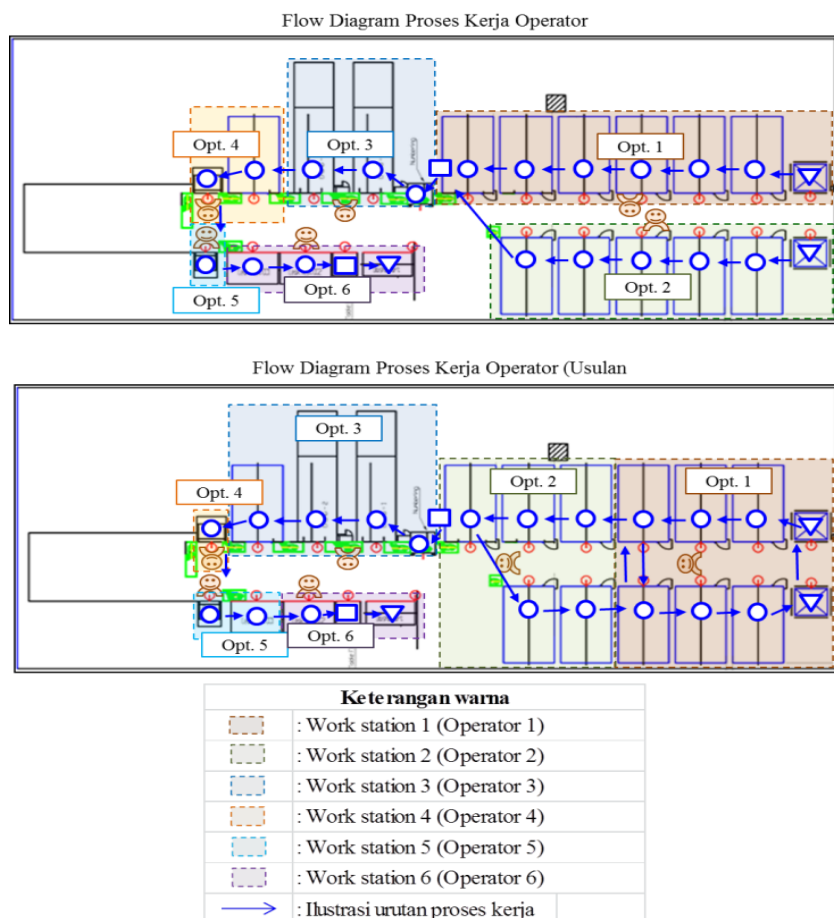 Flow Diagram Proses Kerja Operator
Opt. 4
Opt. 3
Opt. 1
Opt. 5
Opt. 6
Opt. 2
Flow Diagram Proses Kerja Operator (Usulan
Opt. 3
Opt. 4
Opt. 2
Opt. 1
Opt. 5
Opt. 6
Keterangan warna
: Work station 1 (Operator 1)
: Work station 2 (Operator 2)
: Work station 3 (Operator 3)
: Work station 4 (Operator 4)
: Work station 5 (Operator 5)
: Work station 6 (Operator 6)
: Ilustrasi urutan proses kerja